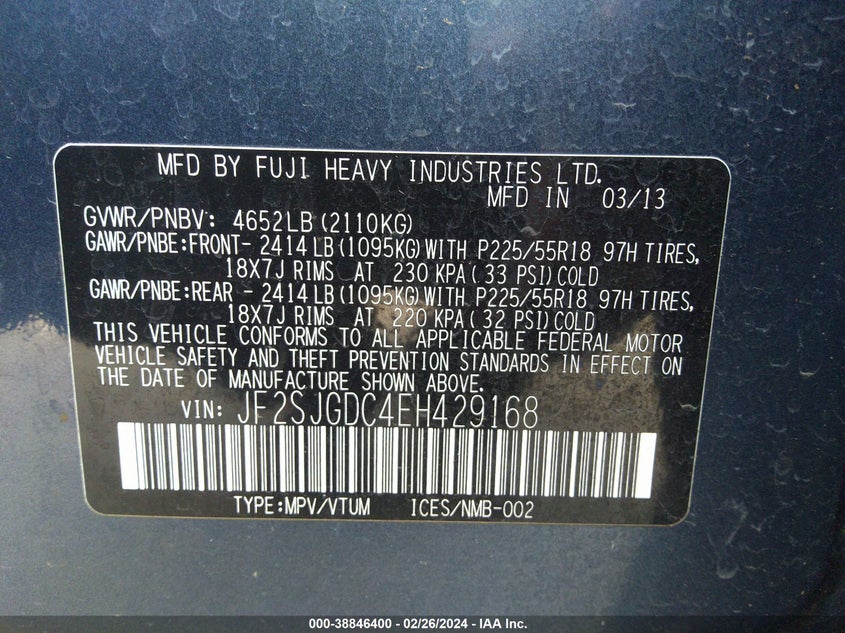 MFD BY FUJI HEAVY INDUSTRIES LTD.
MFD IN 03/13
GVWR/PNBV: 4652LB (2110KG)
GAWR/PNBE:FRONT- 2414 LB (1095KG) WITH P225/55R18 97H TIRES,
18X7J RIMS AT 230 KPA ( 33 PSI) COLD
GAWR/PNBE:REAR - 2414 LB (1095KG) WITH P225/55R18 97H TIRES,
18X7J RIMS AT 220 KPA ( 32 PSI) COLD
THIS VEHICLE CONFORMS TO ALL APPLICABLE FEDERAL MOTOR
VEHICLE SAFETY AND THEFT PREVENTION STANDARDS IN EFFECT ON
THE DATE OF MANUFACTURE SHOWN ABOVE.
VIN: JF2SJGDC4EH429168
TYPE:MPV/VTUM ICES/NMB-002
000-38846400 - 02/26/2024 - IAA Inc.